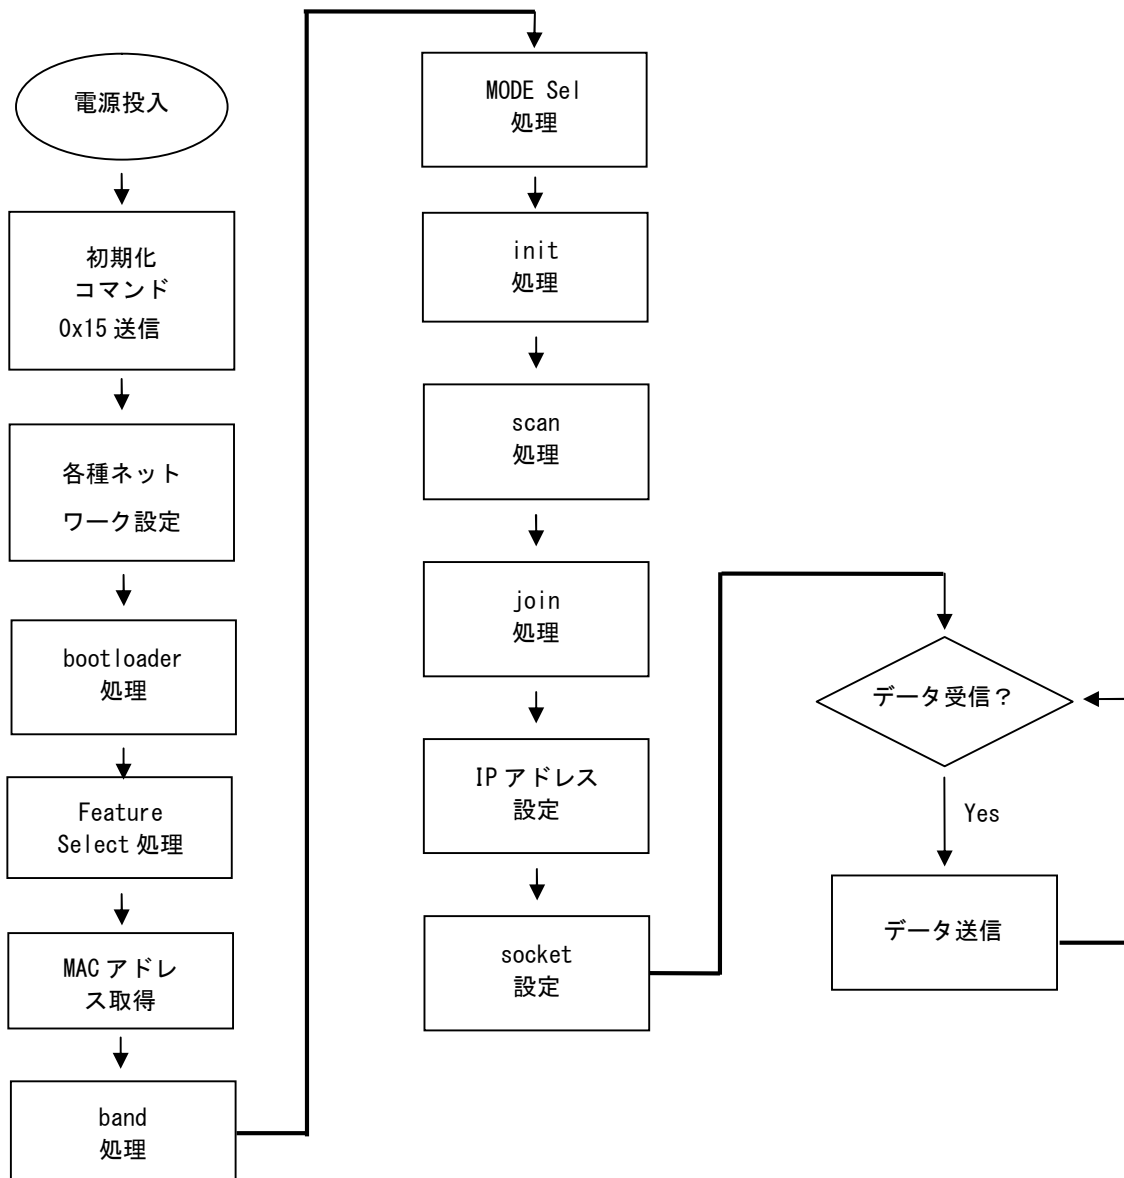 電源投入
初期化
コマンド
0x15 送信
各種ネット
ワーク設定
bootloader
処理
Feature
Select 処理
MAC アドレ
ス取得
band
処理
MODE Sel
処理
init
処理
scan
処理
join
処理
IP アドレス
設定
socket
設定
データ受信？
Yes
データ送信